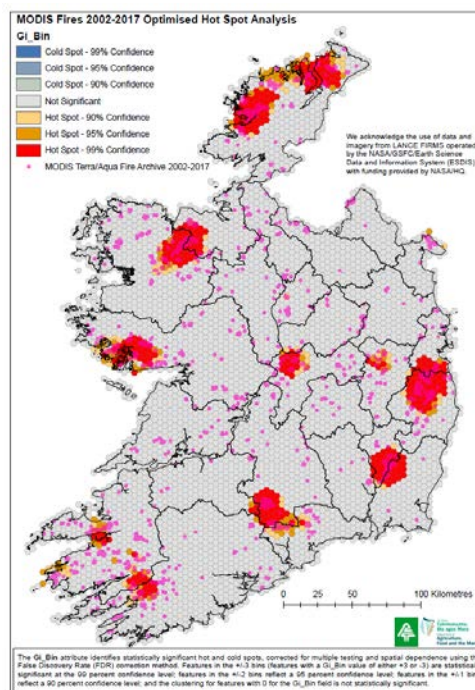 MODIS Fires 2002-2017 Optimised Hot Spot Analysis
Gi_Bin
Cold Spot - 99% Confidence
Cold Spot - 95% Confidence
Cold Spot - 90% Confidence
Not Significant
Hot Spot - 90% Confidence
Hot Spot - 95% Confidence
Hot Spot - 99% Confidence
MODIS Terra/Aqua Fire Archive 2002-2017
We acknowledge the use of data and
imagery from LANCE FIRMS operated
by the NASA/GSFC/Earth Science
Data and Information System (ESDIS)
with funding provided by NASA/HQ.
0 25 50 100 Kilometres
The Gi_Bin attribute identifies statistically significant hot and cold spots, corrected for multiple testing and spatial dependence using th
False Discovery Rate (FDR) correction method. Features in the +/-3 bins (features with a Gi_Bin value of either +3 or -3) are statistica
significant at the 99 percent confidence level; features in the +/-2 bins reflect a 95 percent confidence level; features in the +/-1 bi
reflect a 90 percent confidence level; and the clustering for features with 0 for the Gi_Bin field is not statistically significant.